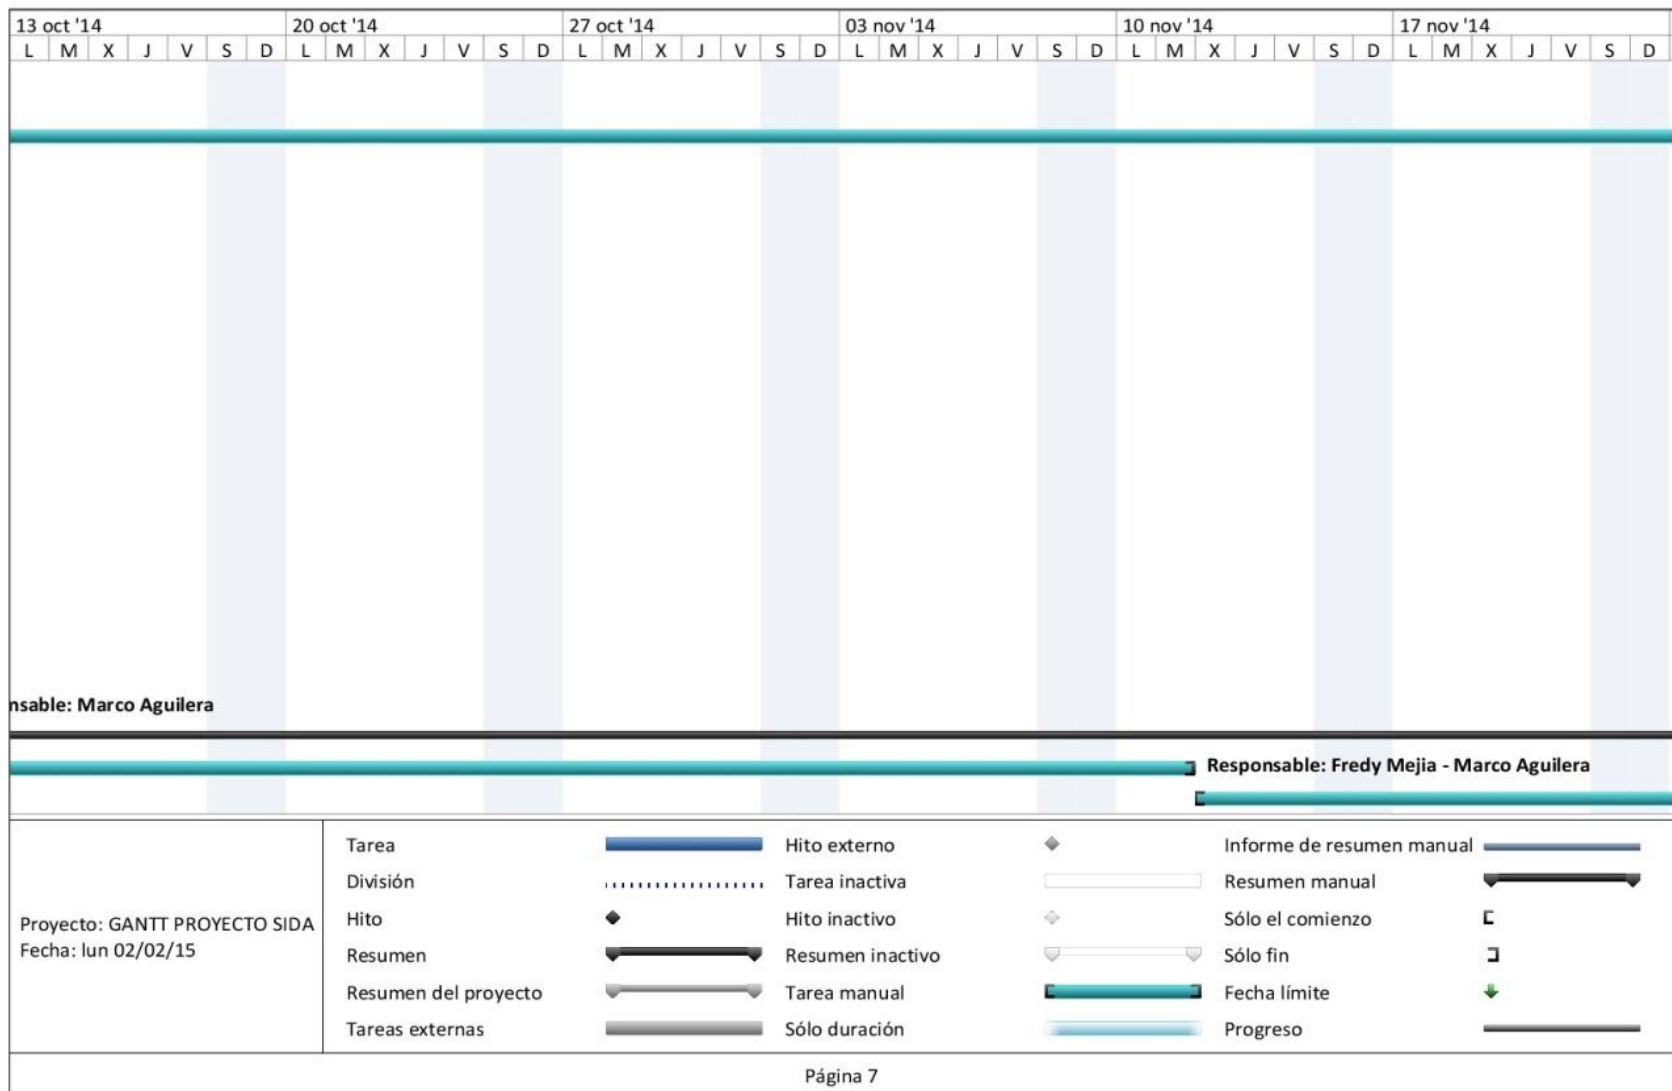 13 oct '14 20 oct '14 27 oct '14 03 nov '14 10 nov '14 17 nov '14
L M X J V S D L M X J V S D L M X J V S D L M X J V S D L M X J V S D L M X J V S D
nsable: Marco Aguilera
Responsable: Fredy Mejia - Marco Aguilera
Proyecto: GANTT PROYECTO SIDA
Fecha: lun 02/02/15
Tarea
División
Hito
Resumen
Resumen del proyecto
Tareas externas
Hito externo
Tarea inactiva
Hito inactivo
Resumen inactivo
Tarea manual
Sólo duración
Informe de resumen manual
Resumen manual
Sólo el comienzo
Sólo fin
Fecha límite
Progreso
Página 7